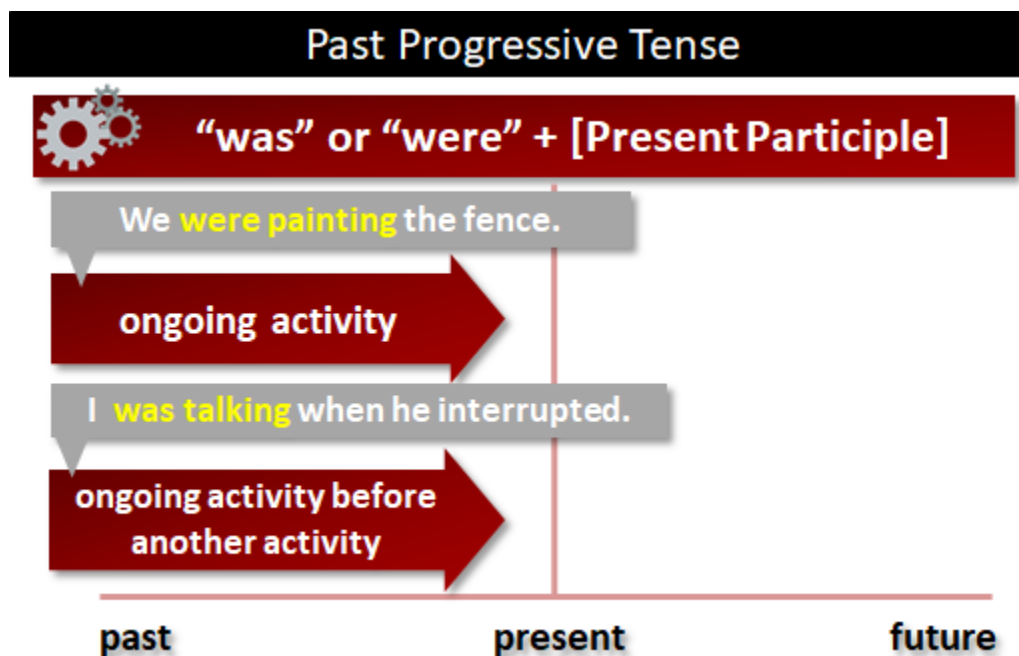 Past Progressive Tense
“was” or “were” + [Present Participle]
We were painting the fence.
ongoing activity
I was talking when he interrupted.
ongoing activity before
another activity
past present future